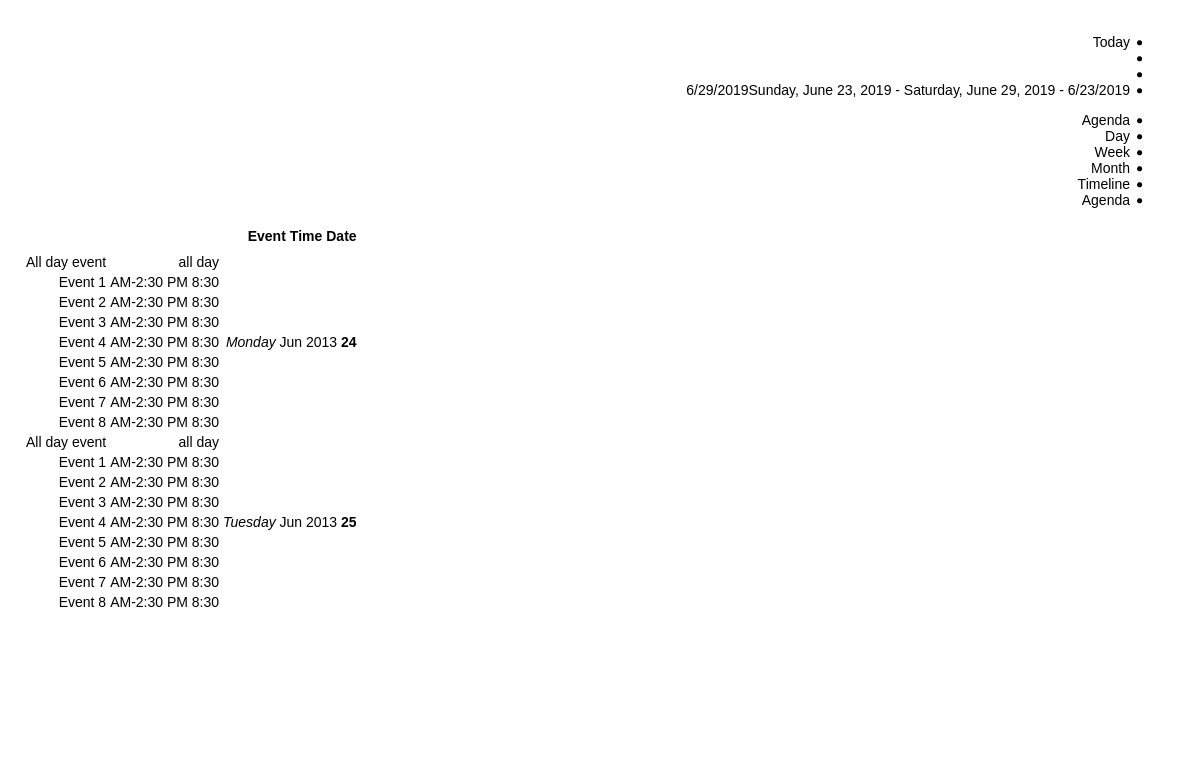 Today
6/29/2019Sunday, June 23, 2019 - Saturday, June 29, 2019 - 6/23/2019
Agenda
Day
Week
Month
Timeline
Agenda
Event Time Date
All day event all day
Event 1 AM-2:30 PM 8:30
Event 2 AM-2:30 PM 8:30
Event 3 AM-2:30 PM 8:30
Event 4 AM-2:30 PM 8:30 Monday Jun 2013 24
Event 5 AM-2:30 PM 8:30
Event 6 AM-2:30 PM 8:30
Event 7 AM-2:30 PM 8:30
Event 8 AM-2:30 PM 8:30
All day event all day
Event 1 AM-2:30 PM 8:30
Event 2 AM-2:30 PM 8:30
Event 3 AM-2:30 PM 8:30
Event 4 AM-2:30 PM 8:30 Tuesday Jun 2013 25
Event 5 AM-2:30 PM 8:30
Event 6 AM-2:30 PM 8:30
Event 7 AM-2:30 PM 8:30
Event 8 AM-2:30 PM 8:30